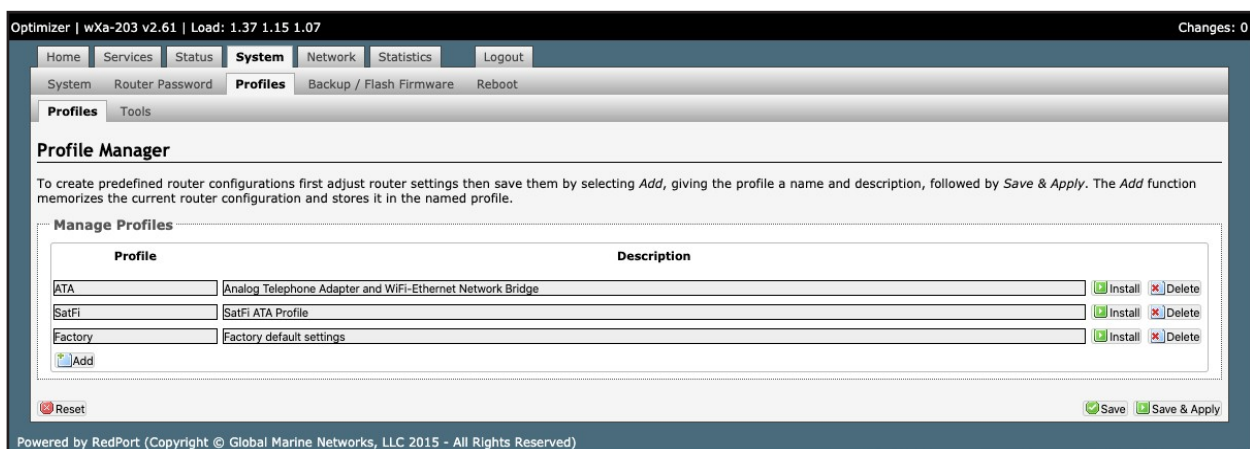 Optimizer | wXa-203 v2.61 | Load: 1.37 1.15 1.07 Changes: 0
Home Services Status System Network Statistics Logout
System Router Password Profiles Backup / Flash Firmware Reboot
Profiles Tools
Profile Manager
To create predefined router configurations first adjust router settings then save them by selecting Add, giving the profile a name and description, followed by Save & Apply. The Add function
memorizes the current router configuration and stores it in the named profile.
Manage Profiles
Profile Description
ATA Analog Telephone Adapter and WiFi-Ethernet Network Bridge Install Delete
SatFi SatFi ATA Profile Install Delete
Factory Factory default settings Install Delete
Add
Reset Save Save & Apply
Powered by RedPort (Copyright © Global Marine Networks, LLC 2015 - All Rights Reserved)